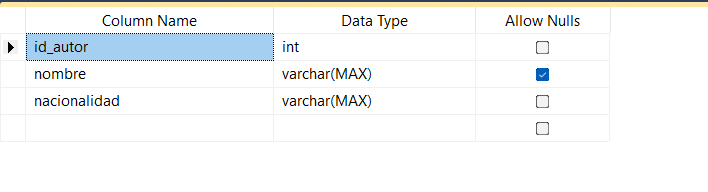 Column Name Data Type Allow Nulls
id_autor int
nombre varchar(MAX)
nacionalidad varchar(MAX)